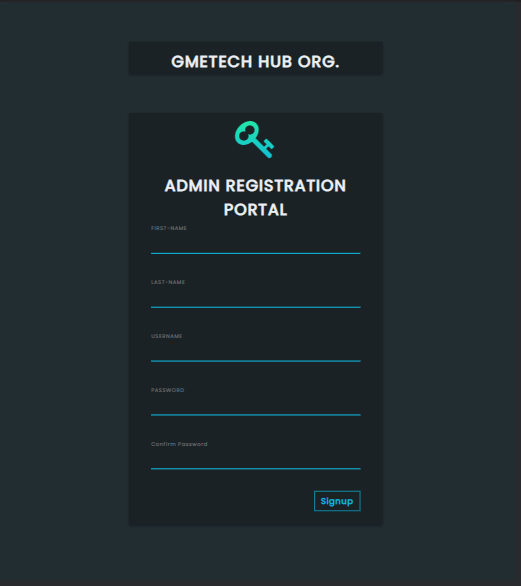 GMETECH HUB ORG.
ADMIN REGISTRATION
PORTAL
FIRST-NAME
LAST-NAME
USERNAME
PASSWORD
Confirm Password
Signup